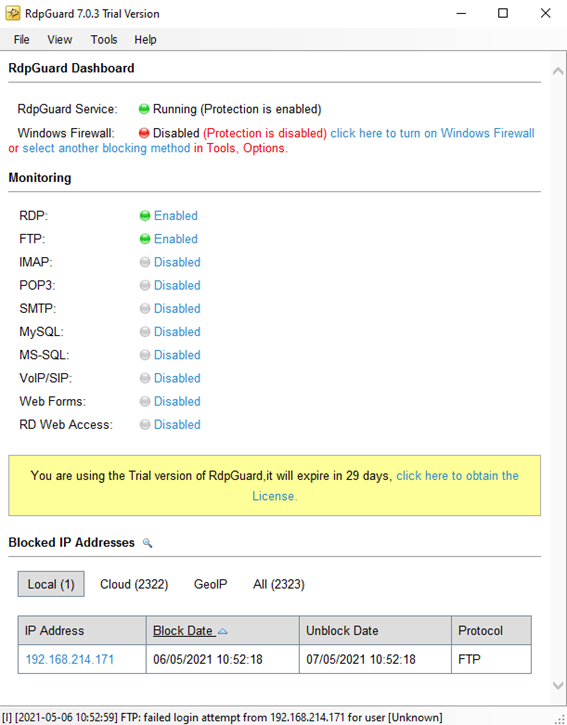 RdpGuard 7.0.3 Trial Version
File View Tools Help
RdpGuard Dashboard
RdpGuard Service: Running (Protection is enabled)
Windows Firewall: Disabled (Protection is disabled) click here to turn on Windows Firewall
or select another blocking method in Tools, Options.
Monitoring
RDP: Enabled
FTP: Enabled
IMAP: Disabled
POP3: Disabled
SMTP: Disabled
MySQL: Disabled
MS-SQL: Disabled
VoIP/SIP: Disabled
Web Forms: Disabled
RD Web Access: Disabled
You are using the Trial version of RdpGuard,it will expire in 29 days, click here to obtain the
License.
Blocked IP Addresses
Local (1) Cloud (2322) GeoIP All (2323)
IP Address Block Date Unblock Date Protocol
192.168.214.171 06/05/2021 10:52:18 07/05/2021 10:52:18 FTP
[I] [2021-05-06 10:52:59] FTP: failed login attempt from 192.168.214.171 for user [Unknown]